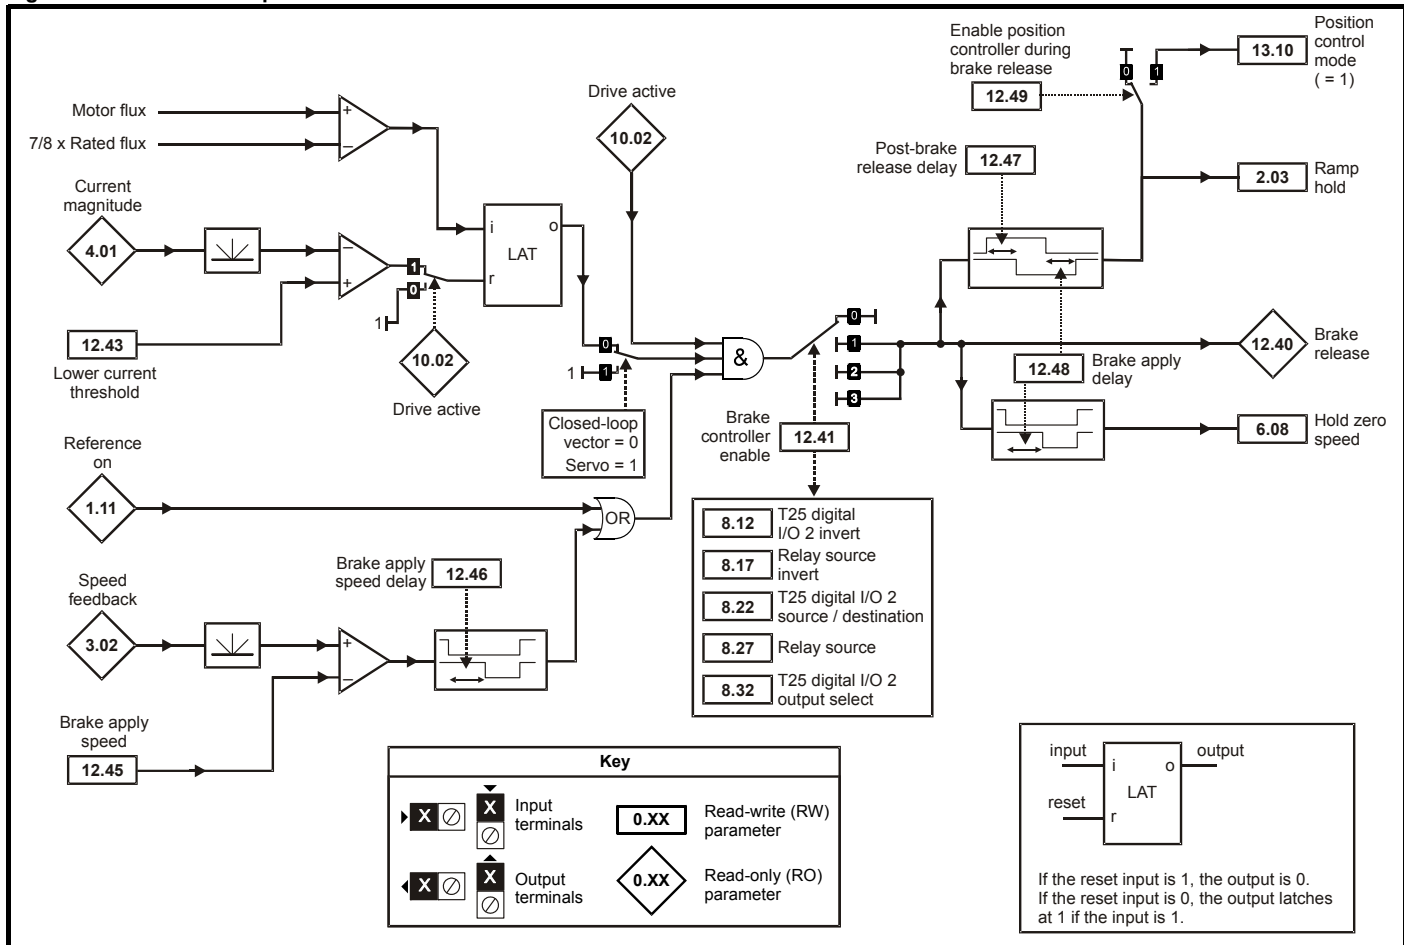 Enable position
controller during
brake release
12.49
0
1
13.10
Position
control
mode
( = 1)
Motor flux
7/8 x Rated flux
+
–
Drive active
10.02
Post-brake
release delay
12.47
2.03
Ramp
hold
Current
magnitude
4.01
–
+
1
0
1
i
o
LAT
r
12.43
Lower current
threshold
10.02
Drive active
0
1
1
Closed-loop
vector = 0
Servo = 1
&
0
1
2
3
Brake
controller
enable
12.41
12.48
Brake apply
delay
12.40
Brake
release
6.08
Hold zero
speed
Reference
on
1.11
OR
8.12
T25 digital
I/O 2 invert
8.17
Relay source
invert
8.22
T25 digital I/O 2
source / destination
8.27
Relay source
8.32
T25 digital I/O 2
output select
Brake apply
speed delay
12.46
Speed
feedback
3.02
+
–
Brake apply
speed
12.45
Key
X
X
Input
terminals
0.XX
Read-write (RW)
parameter
X
X
Output
terminals
0.XX
Read-only (RO)
parameter
input
i
o
output
LAT
reset
r
If the reset input is 1, the output is 0.
If the reset input is 0, the output latches
at 1 if the input is 1.